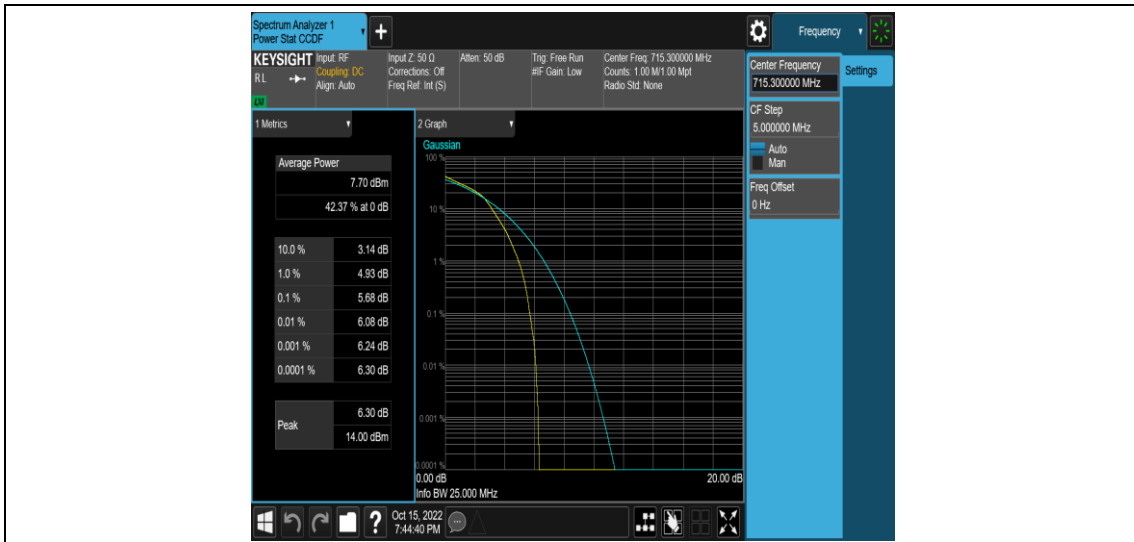 Spectrum Analyzer 1
Power Stat CCDF
+
Frequency
KEYSIGHT
RL
LXI
Input: RF
Coupling: DC
Align: Auto
Input Z: 50 Ω
Corrections: Off
Freq Ref: Int (S)
Atten: 50 dB
Trig: Free Run
#IF Gain: Low
Center Freq: 715.300000 MHz
Counts: 1.00 M/1.00 Mpt
Radio Std: None
Center Frequency
715.300000 MHz
Settings
CF Step
5.000000 MHz
Auto
Man
Freq Offset
0 Hz
1 Metrics
Average Power
7.70 dBm
42.37 % at 0 dB
10.0 % 3.14 dB
1.0 % 4.93 dB
0.1 % 5.68 dB
0.01 % 6.08 dB
0.001 % 6.24 dB
0.0001 % 6.30 dB
Peak
6.30 dB
14.00 dBm
2 Graph
Gaussian
100 %
10 %
1 %
0.1 %
0.01 %
0.001 %
0.0001 %
0.00 dB 20.00 dB
Info BW 25.000 MHz
?
Oct 15, 2022
7:44:40 PM